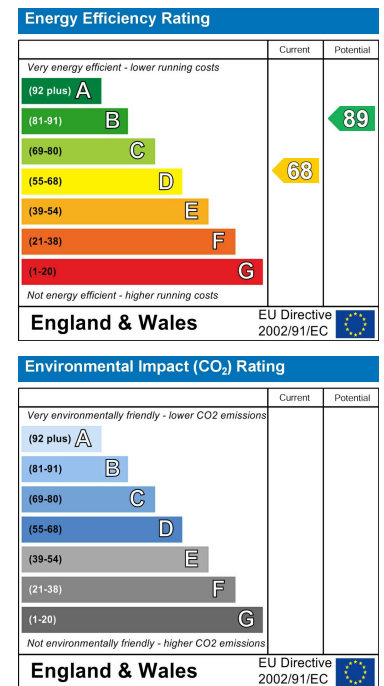 Energy Efficiency Rating
Current Potential
Very energy efficient - lower running costs
(92 plus) A
(81-91) B
89
(69-80) C
68
(55-68) D
(39-54) E
(21-38) F
(1-20) G
Not energy efficient - higher running costs
England & Wales
EU Directive
2002/91/EC
Environmental Impact (CO₂) Rating
Current Potential
Very environmentally friendly - lower CO2 emissions
(92 plus) A
(81-91) B
(69-80) C
(55-68) D
(39-54) E
(21-38) F
(1-20) G
Not environmentally friendly - higher CO2 emissions
England & Wales
EU Directive
2002/91/EC